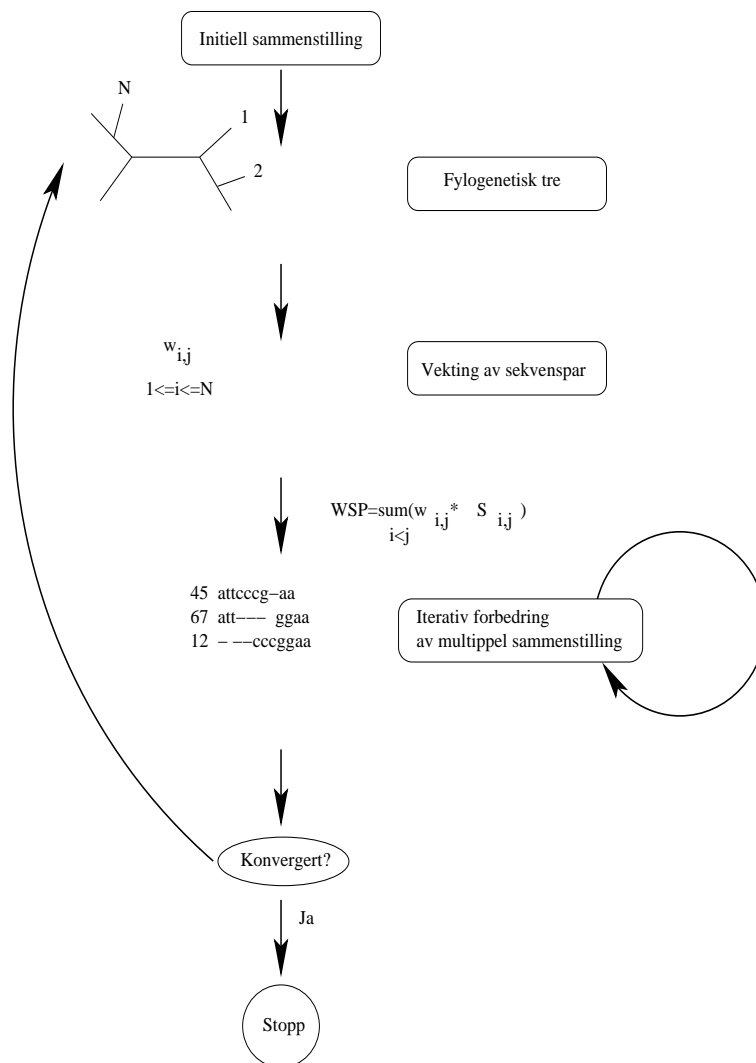 Initiell sammenstilling
N
1
2
Fylogenetisk tre
w i,j
1<=i<=N
Vekting av sekvenspar
WSP=sum(w i,j* S i,j )
i<j
45 attcccg−aa
67 att−−− ggaa
12 − −−cccggaa
Iterativ forbedring
av multippel sammenstilling
Konvergert?
Ja
Stopp